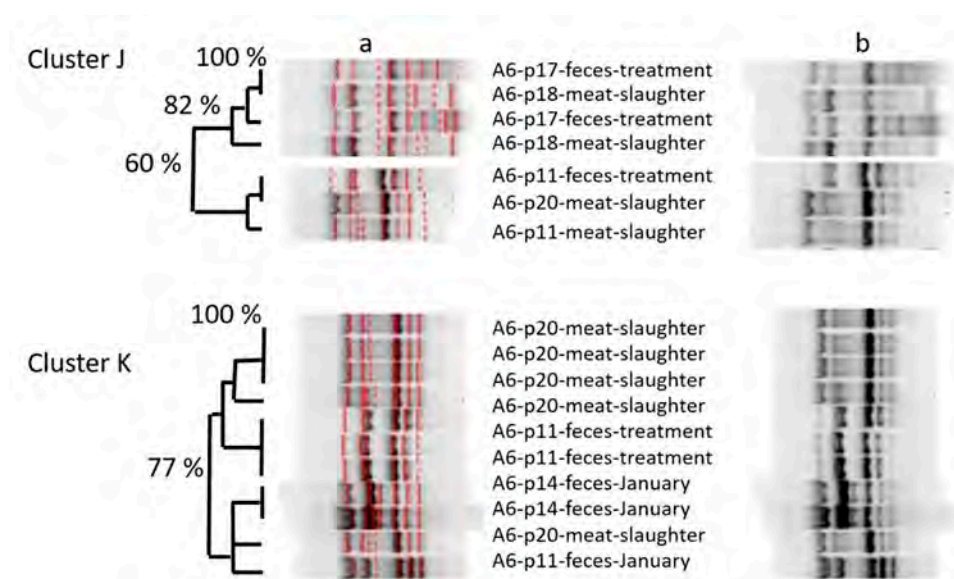 a
b
Cluster J
100 %
82 %
60 %
A6-p17-feces-treatment
A6-p18-meat-slaughter
A6-p17-feces-treatment
A6-p18-meat-slaughter
A6-p11-feces-treatment
A6-p20-meat-slaughter
A6-p11-meat-slaughter
Cluster K
100 %
77 %
A6-p20-meat-slaughter
A6-p20-meat-slaughter
A6-p20-meat-slaughter
A6-p20-meat-slaughter
A6-p11-feces-treatment
A6-p11-feces-treatment
A6-p14-feces-January
A6-p14-feces-January
A6-p20-meat-slaughter
A6-p11-feces-January